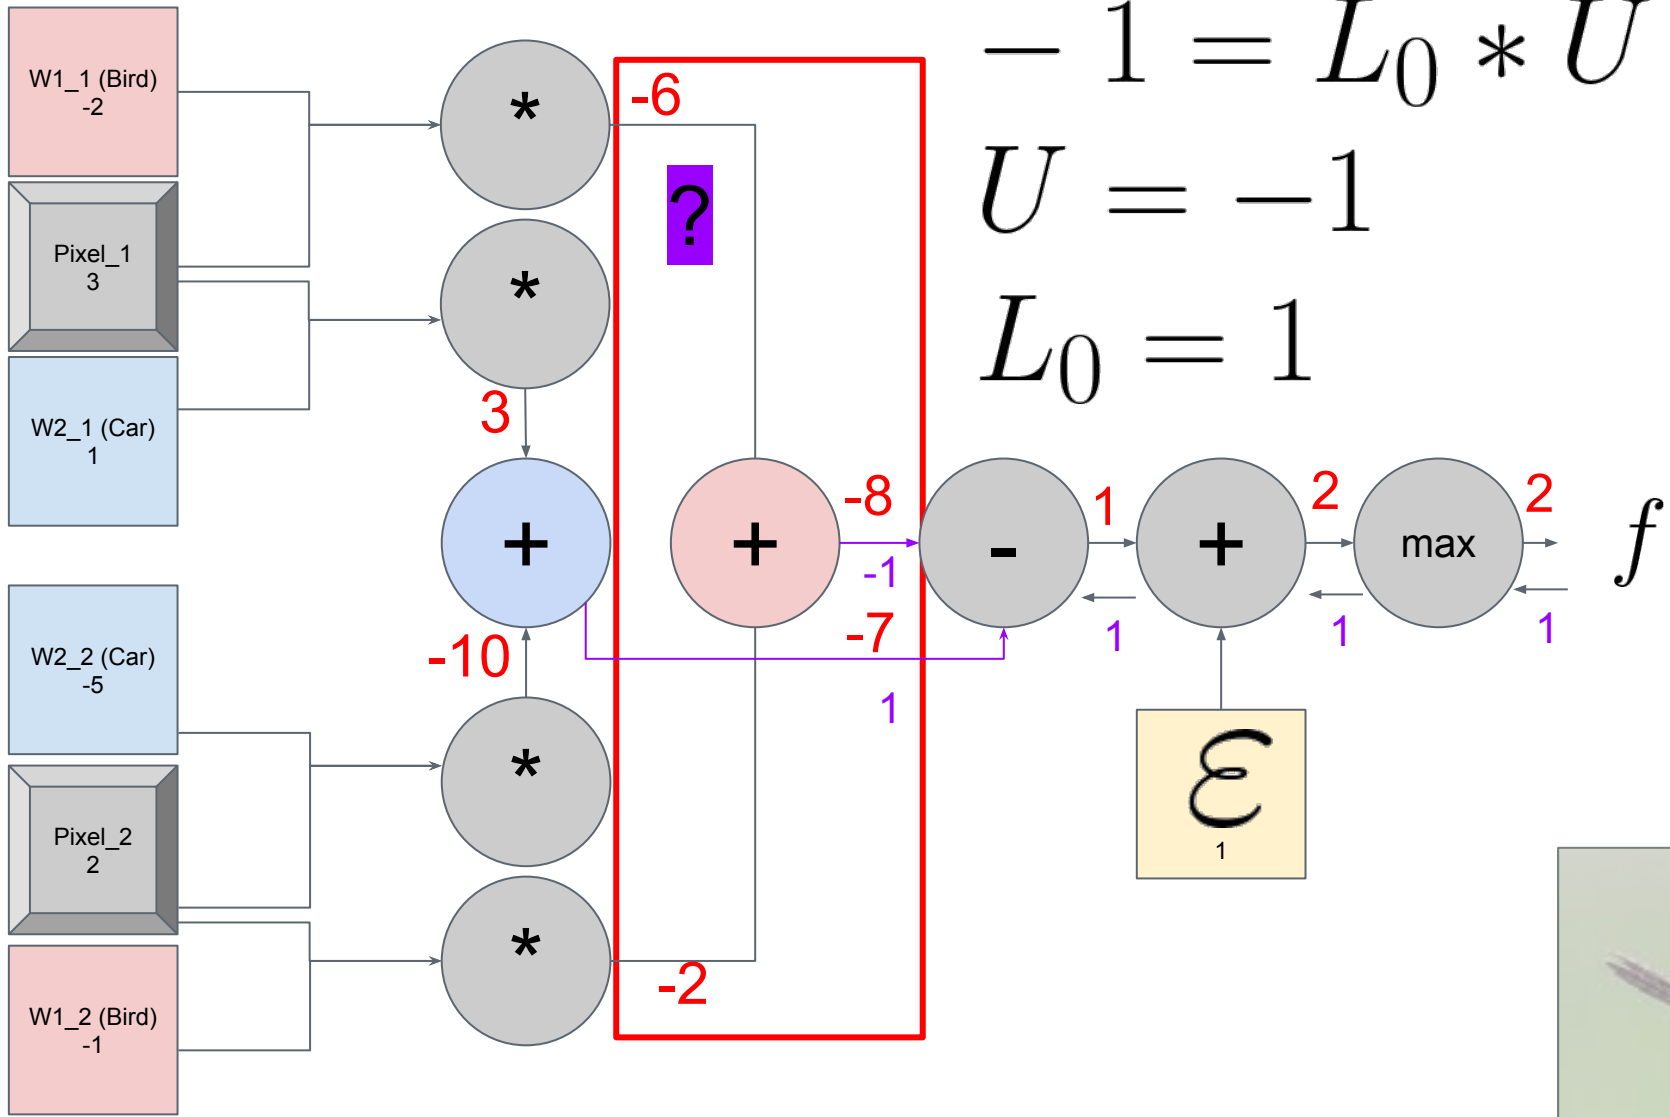 W1_1 (Bird)
-2
Pixel_1
3
W2_1 (Car)
1
W2_2 (Car)
-5
Pixel_2
2
W1_2 (Bird)
-1
*
*
3
+
-10
*
*
-6
?
+
-8
-1
-7
1
-2
-
1
1
+
2
1
max
2
1
f
ℰ
1
- 1 = L₀ * U
U = -1
L₀ = 1